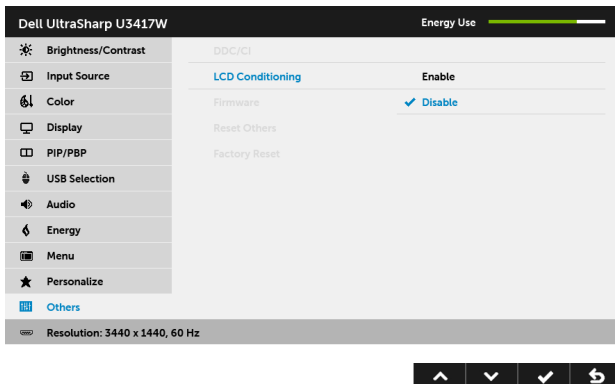 Dell UltraSharp U3417W Energy Use
Brightness/Contrast DDC/CI
Input Source LCD Conditioning Enable
Color Firmware Disable
Display Reset Others
PIP/PBP Factory Reset
USB Selection
Audio
Energy
Menu
Personalize
Others
Resolution: 3440 x 1440, 60 Hz